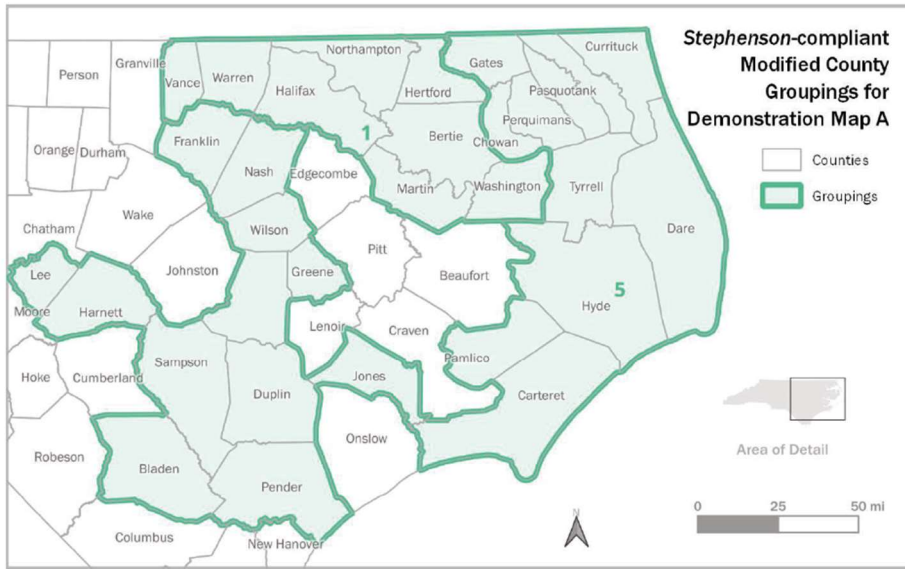 Stephenson-compliant
Modified County
Groupings for
Demonstration Map A
Counties
Groupings
Person
Granville
Vance
Warren
Northampton
Halifax
Hertford
Gates
Currituck
Pasquotank
Perquimans
Chowan
Bertie
1
Franklin
Nash
Edgecombe
Martin
Washington
Tyrrell
Dare
Orange
Durham
Wake
Chatham
Wilson
Pitt
Beaufort
Hyde
5
Johnston
Greene
Lee
Moore
Harnett
Lenoir
Craven
Pamlico
Sampson
Hoke
Cumberland
Duplin
Jones
Carteret
Onslow
Robeson
Bladen
Pender
Columbus
New Hanover
Area of Detail
0 25 50 mi
N